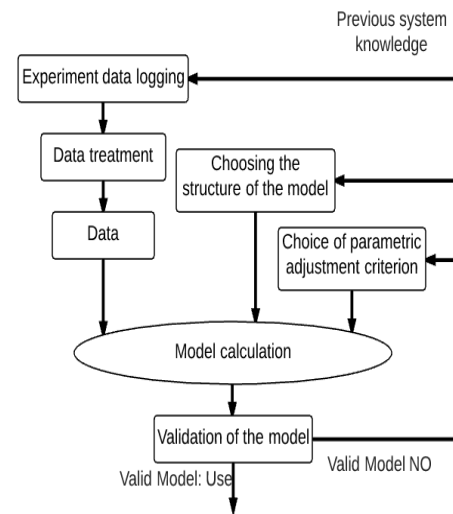 Previous system
knowledge
Experiment data logging
Data treatment
Choosing the
structure of the model
Data
Choice of parametric
adjustment criterion
Model calculation
Validation of the model
Valid Model NO
Valid Model: Use